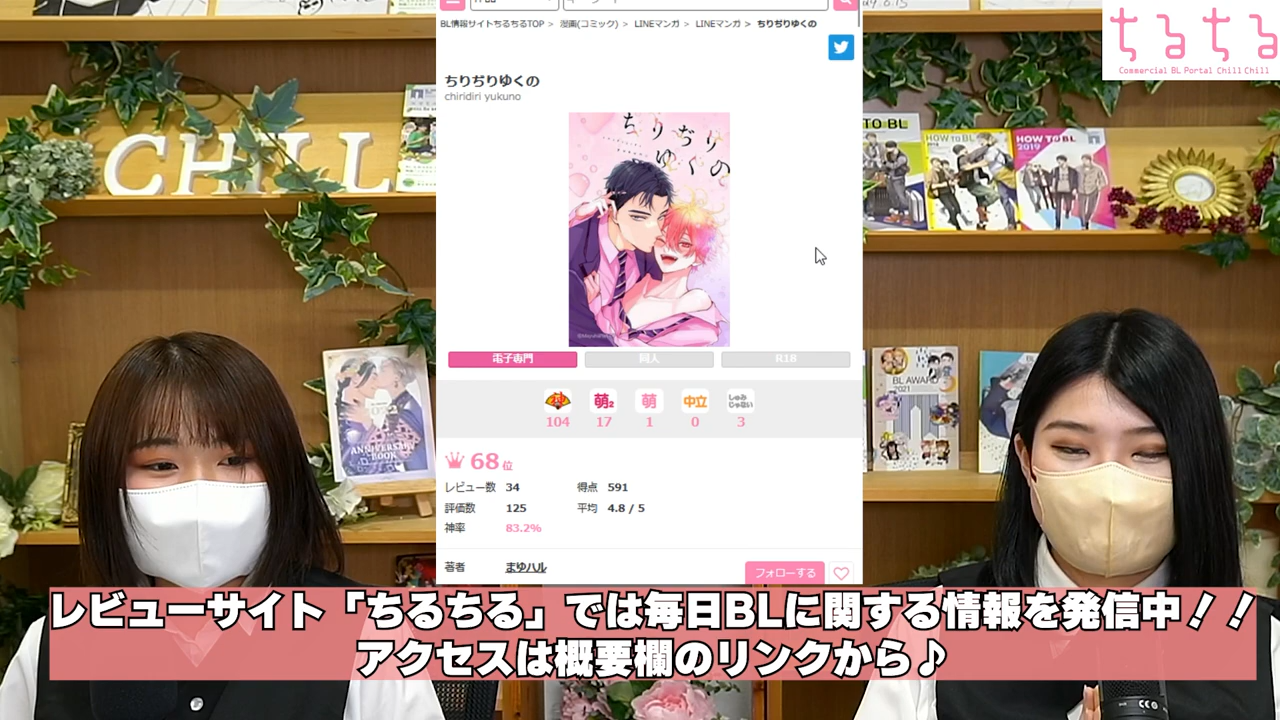 BL情報サイトちるちるTOP > 漫画(コミック) > LINEマンガ > LINEマンガ > ちりぢりゆくの
ちるちる
Commercial BL Portal Chill Chill
ちりぢりゆくの
chiridiri yukuno
ちりぢり
ゆくの
CHILL
TO BL
HOW TO BL
HOW TO BL
2019
電子専門 同人 R18
神 萌2 萌 中立 しゅみじゃない
104 17 1 0 3
68位
レビュー数 34 得点 591
評価数 125 平均 4.8 / 5
神率 83.2%
著者 まゆハル フォローする
BL AWARD
2021
ANNIVERSARY
BOOK
レビューサイト「ちるちる」では毎日BLに関する情報を発信中！！
アクセスは概要欄のリンクから♪